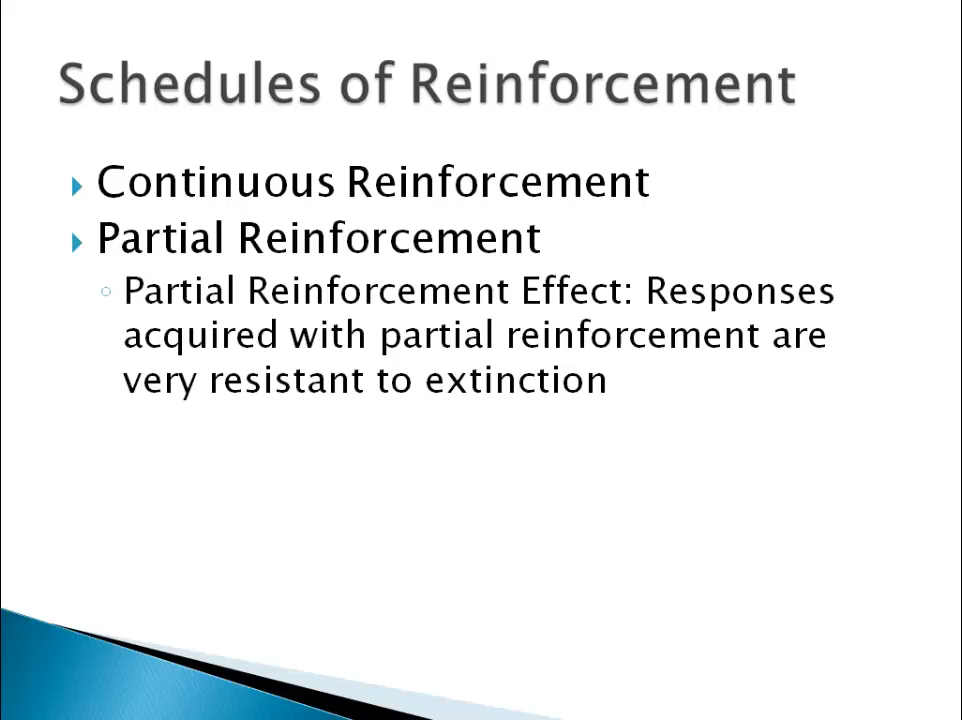 Schedules of Reinforcement
Continuous Reinforcement
Partial Reinforcement
Partial Reinforcement Effect: Responses
acquired with partial reinforcement are
very resistant to extinction